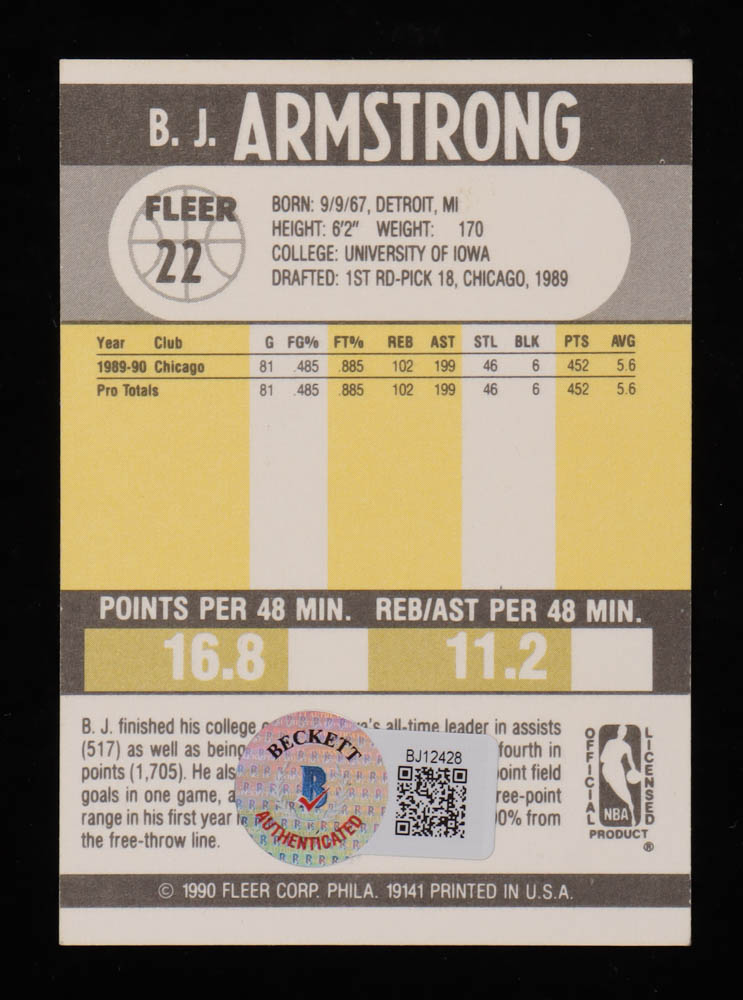 B. J. ARMSTRONG
FLEER
22
BORN: 9/9/67, DETROIT, MI
HEIGHT: 6'2" WEIGHT: 170
COLLEGE: UNIVERSITY OF IOWA
DRAFTED: 1ST RD-PICK 18, CHICAGO, 1989
Year Club G FG% FT% REB AST STL BLK PTS AVG
1989-90 Chicago 81 .485 .885 102 199 46 6 452 5.6
Pro Totals 81 .485 .885 102 199 46 6 452 5.6
POINTS PER 48 MIN. REB/AST PER 48 MIN.
16.8 11.2
B. J. finished his college 's all-time leader in assists
(517) as well as being fourth in
points (1,705). He point field
goals in one game, ree-point
range in his first year 0% from
the free-throw line.
BECKETT
AUTHENTICATED
BJ12428
OFFICIAL
LICENSED
NBA
PRODUCT
®
© 1990 FLEER CORP. PHILA. 19141 PRINTED IN U.S.A.